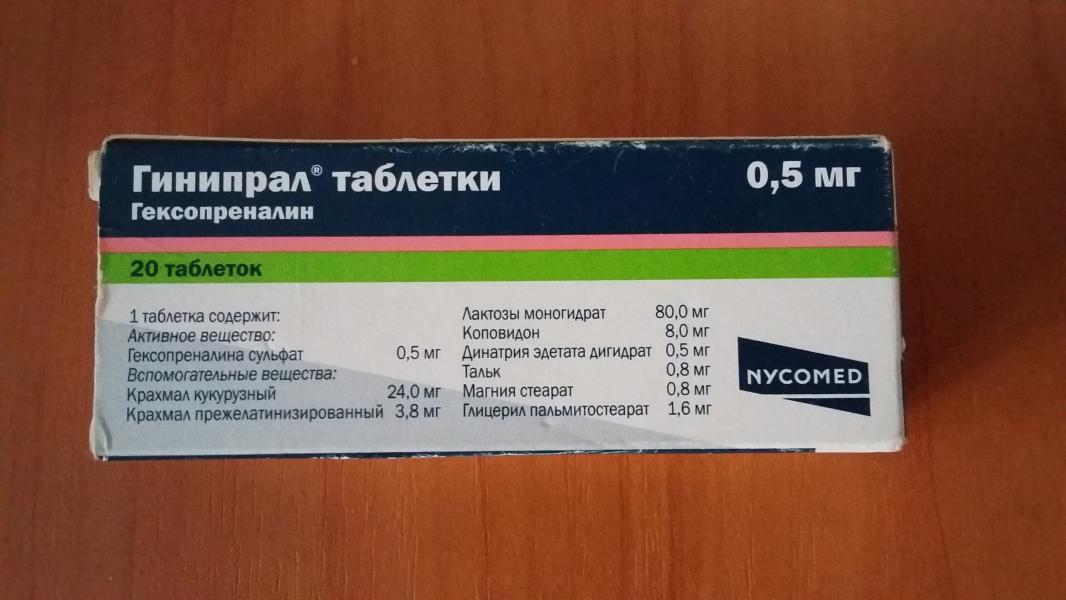 Гинипрал® таблетки 0,5 мг
Гексопреналин
20 таблеток
1 таблетка содержит:
Активное вещество:
Гексопреналина сульфат 0,5 мг
Вспомогательные вещества:
Крахмал кукурузный 24,0 мг
Крахмал прежелатинизированный 3,8 мг
Лактозы моногидрат 80,0 мг
Коповидон 8,0 мг
Динатрия эдетата дигидрат 0,5 мг
Тальк 0,8 мг
Магния стеарат 0,8 мг
Глицерил пальмитостеарат 1,6 мг
NYCOMED